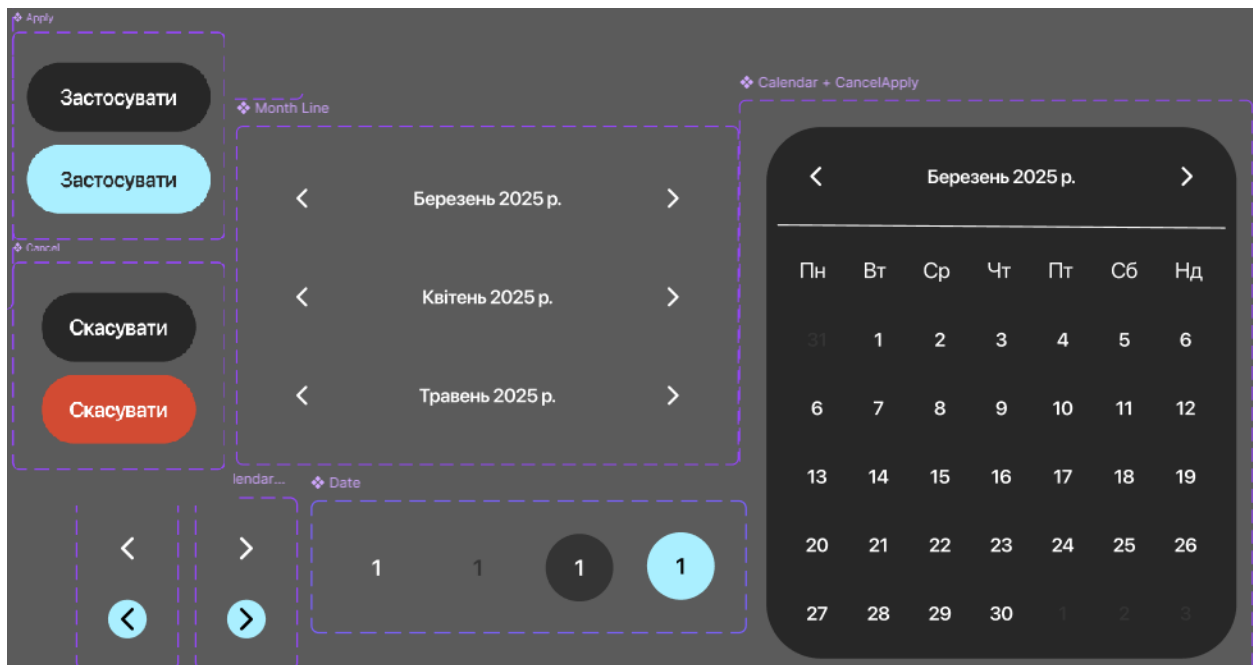 Apply
Застосувати
Застосувати
Cancel
Скасувати
Скасувати
Month Line
Березень 2025 р.
Квітень 2025 р.
Травень 2025 р.
lendar...
Date
1 1 1 1
Calendar + CancelApply
Березень 2025 р.
Пн Вт Ср Чт Пт Сб Нд
31 1 2 3 4 5 6
6 7 8 9 10 11 12
13 14 15 16 17 18 19
20 21 22 23 24 25 26
27 28 29 30 1 2 3